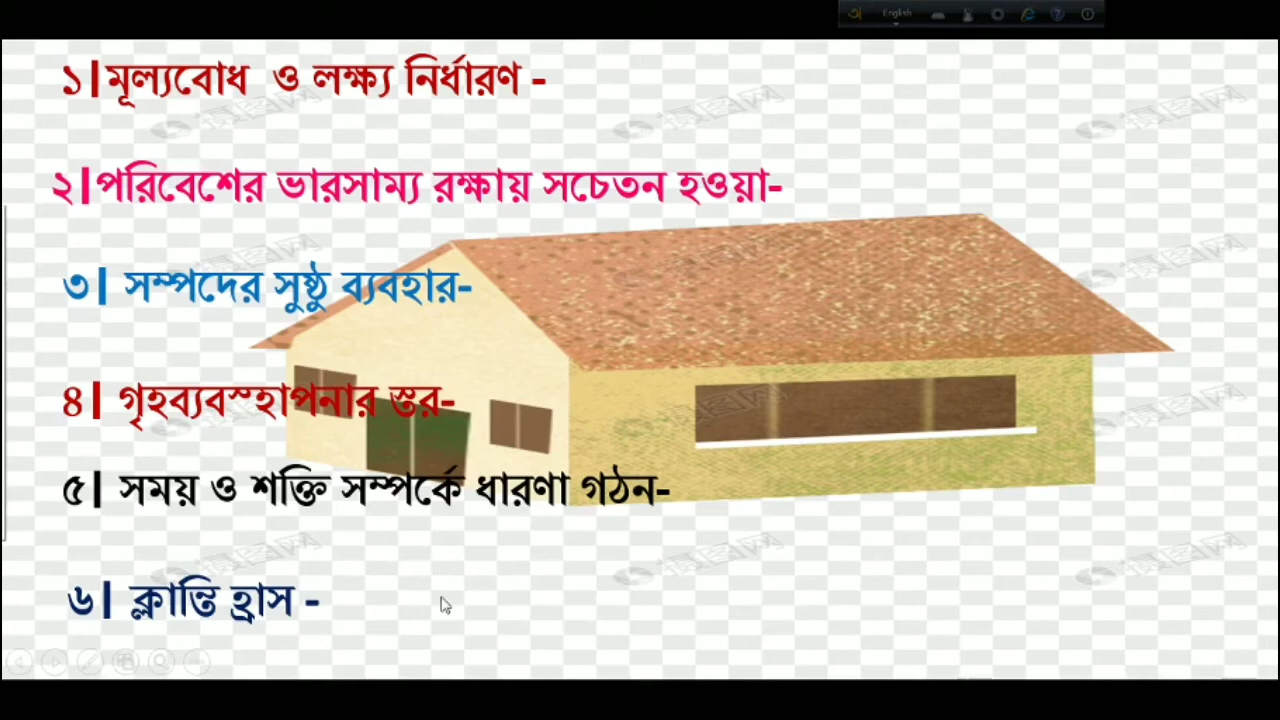 English
১|মূল্যবোধ ও লক্ষ্য নির্ধারণ -
২|পরিবেশের ভারসাম্য রক্ষায় সচেতন হওয়া-
৩| সম্পদের সুষ্ঠু ব্যবহার-
৪| গৃহব্যবস্হাপনার স্তর-
৫| সময় ও শক্তি সম্পর্কে ধারণা গঠন-
৬| ক্লান্তি হ্রাস -